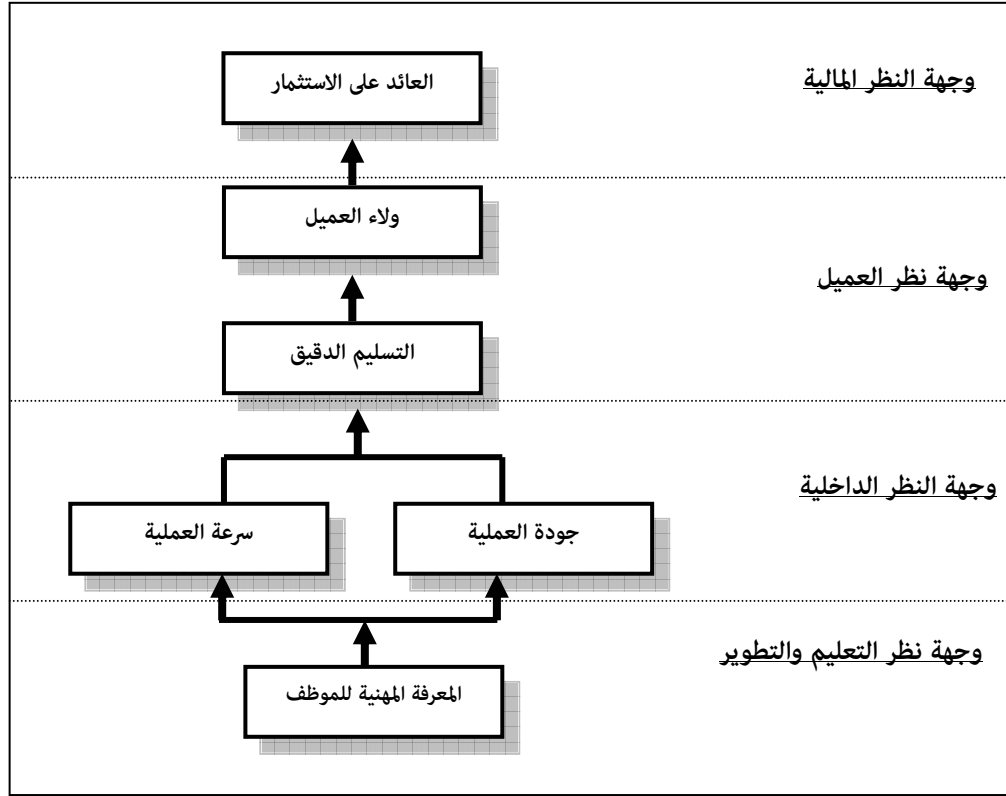 وجهة النظر المالية
العائد على الاستثمار
وجهة نظر العميل
ولاء العميل
التسليم الدقيق
وجهة النظر الداخلية
جودة العملية
سرعة العملية
وجهة نظر التعليم والتطوير
المعرفة المهنية للموظف